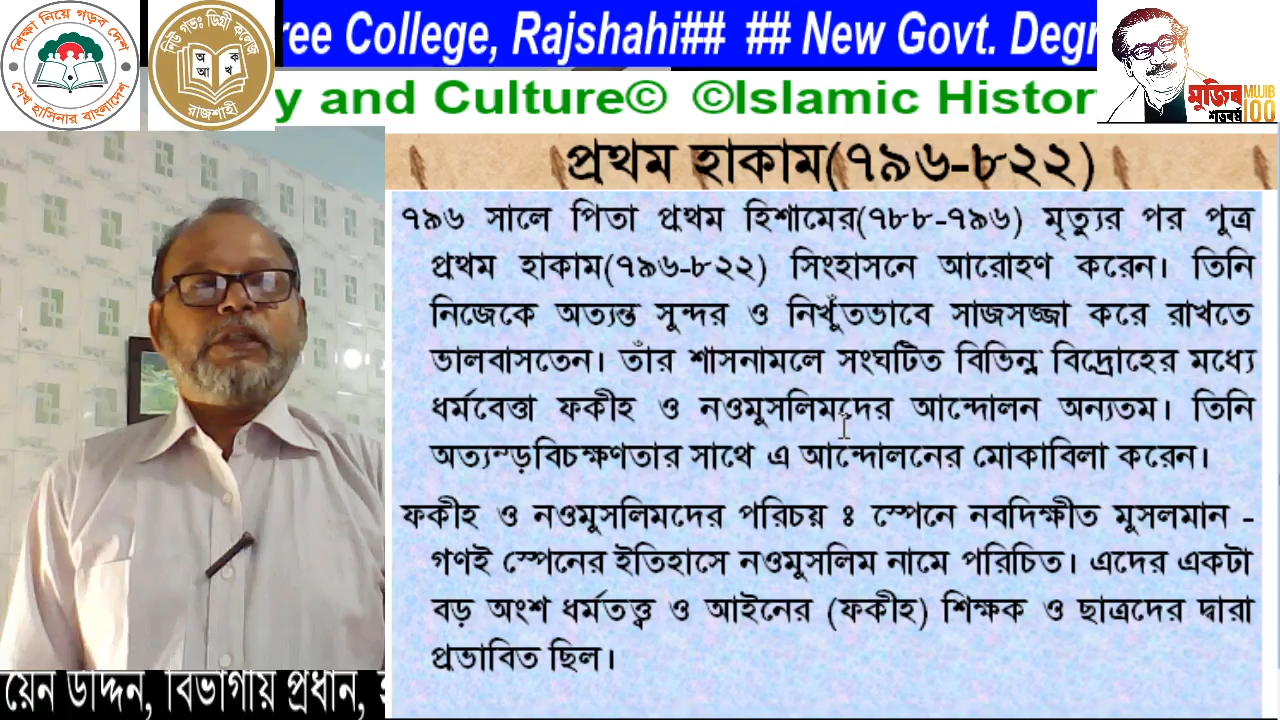 ree College, Rajshahi## ## New Govt. Degr
y and Culture© ©Islamic Histor
শিক্ষা নিয়ে গড়ব দেশ
শেখ হাসিনার বাংলাদেশ
নিউ গভঃ ডিগ্রী কলেজ
অ ক
আ খ
রাজশাহী
মুজিব
শতবর্ষ
MUJIB
100
প্রথম হাকাম(৭৯৬-৮২২)
৭৯৬ সালে পিতা প্রথম হিশামের(৭৮৮-৭৯৬) মৃত্যুর পর পুত্র
প্রথম হাকাম(৭৯৬-৮২২) সিংহাসনে আরোহণ করেন। তিনি
নিজেকে অত্যন্ত সুন্দর ও নিখুঁতভাবে সাজসজ্জা করে রাখতে
ভালবাসতেন। তাঁর শাসনামলে সংঘটিত বিভিন্ন বিদ্রোহের মধ্যে
ধর্মবেত্তা ফকীহ ও নওমুসলিমদের আন্দোলন অন্যতম। তিনি
অত্যন্ড়বিচক্ষণতার সাথে এ আন্দোলনের মোকাবিলা করেন।
ফকীহ ও নওমুসলিমদের পরিচয় ঃ স্পেনে নবদিক্ষীত মুসলমান -
গণই স্পেনের ইতিহাসে নওমুসলিম নামে পরিচিত। এদের একটা
বড় অংশ ধর্মতত্ত্ব ও আইনের (ফকীহ) শিক্ষক ও ছাত্রদের দ্বারা
প্রভাবিত ছিল।
য়েন উদ্দিন, বিভাগীয় প্রধান,